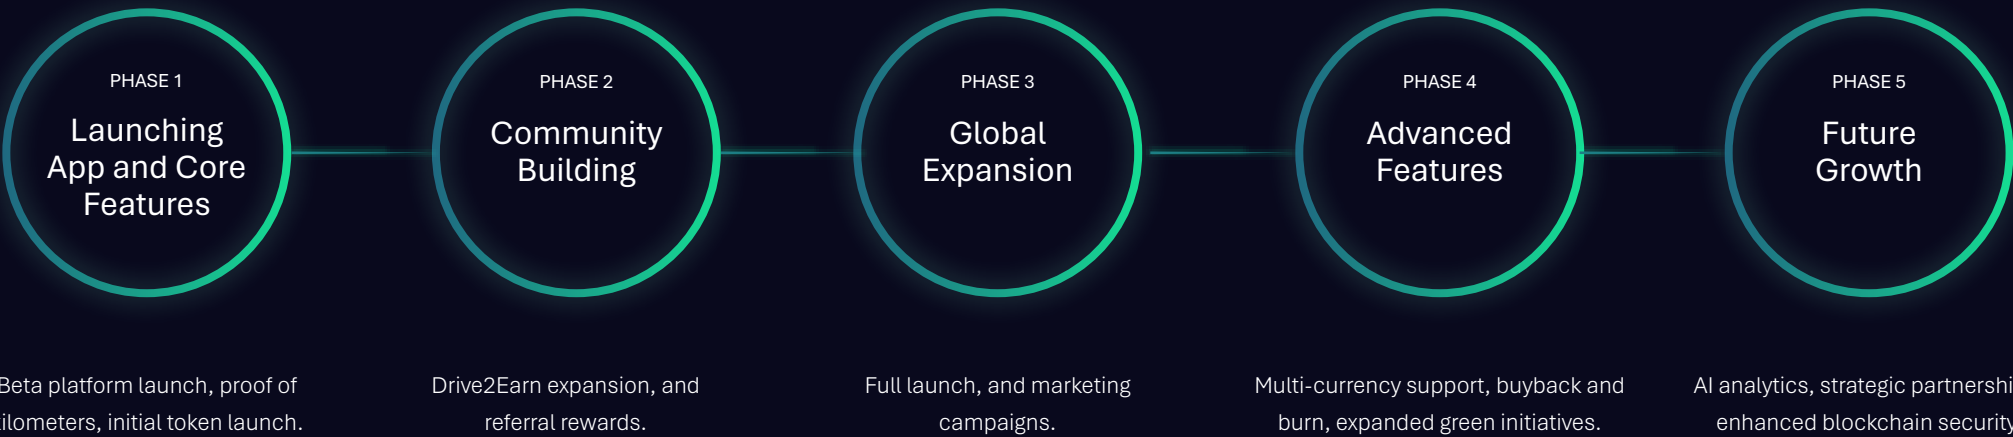 PHASE 1
Launching
App and Core
Features
Beta platform launch, proof of
ilometers, initial token launch.
PHASE 2
Community
Building
Drive2Earn expansion, and
referral rewards.
PHASE 3
Global
Expansion
Full launch, and marketing
campaigns.
PHASE 4
Advanced
Features
Multi-currency support, buyback and
burn, expanded green initiatives.
PHASE 5
Future
Growth
AI analytics, strategic partnershi
enhanced blockchain security